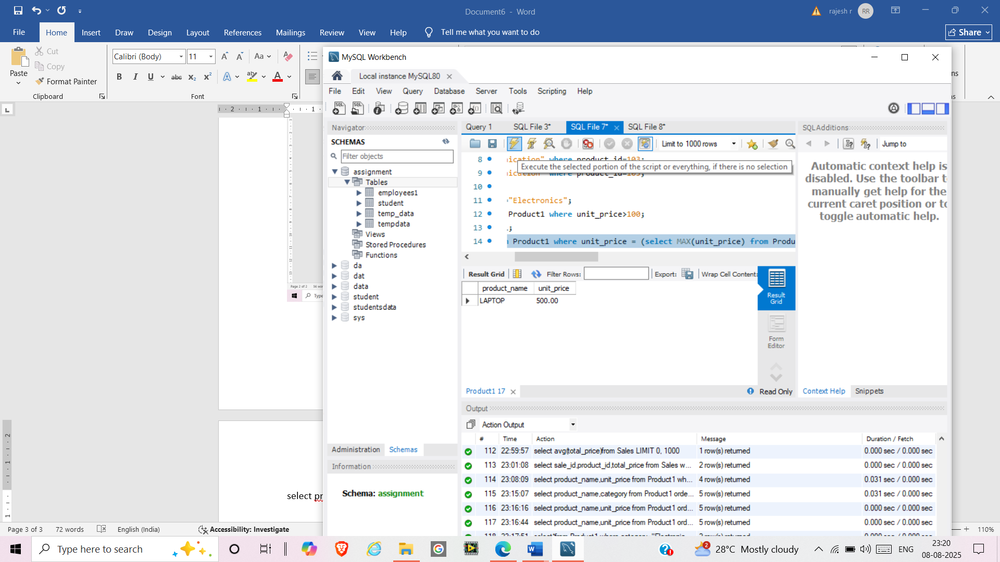 Document6 - Word
rajesh r
RR
File
Home
Insert
Draw
Design
Layout
References
Mailings
Review
View
Help
Tell me what you want to do
Share
Paste
Cut
Copy
Format Painter
Clipboard
Calibri (Body)
11
Aa
B I U abc x₂ x²
A
Font
MySQL Workbench
Local instance MySQL80
File Edit View Query Database Server Tools Scripting Help
Navigator
SCHEMAS
Filter objects
assignment
Tables
employees1
student
temp_data
tempdata
Views
Stored Procedures
Functions
da
dat
data
student
studentsdata
sys
Administration Schemas
Information
Schema: assignment
Query 1
SQL File 3*
SQL File 7*
SQL File 8*
Limit to 1000 rows
8
Execute the selected portion of the script or everything, if there is no selection
9
10
11 ="Electronics";
12 Product1 where unit_price>100;
13 ;
14 Product1 where unit_price = (select MAX(unit_price) from Produ
Result Grid
Filter Rows:
Export:
Wrap Cell Content:
product_name unit_price
LAPTOP 500.00
Result Grid
Form Editor
Product1 17
Read Only
SQLAdditions
Jump to
Automatic context help is
disabled. Use the toolbar t
manually get help for the
current caret position or to
toggle automatic help.
Context Help Snippets
Output
Action Output
# Time Action Message Duration / Fetch
112 22:59:57 select avg(total_price)from Sales LIMIT 0, 1000 1 row(s) returned 0.000 sec / 0.000 sec
113 23:01:08 select sale_id,product_id,total_price from Sales w... 2 row(s) returned 0.000 sec / 0.000 sec
114 23:08:09 select product_name,unit_price from Product1 wh... 4 row(s) returned 0.031 sec / 0.000 sec
115 23:15:07 select product_name,category from Product1 orde... 5 row(s) returned 0.031 sec / 0.000 sec
116 23:16:16 select product_name,unit_price from Product1 ord... 5 row(s) returned 0.000 sec / 0.000 sec
117 23:16:44 select product_name,unit_price from Product1 ord... 5 row(s) returned 0.000 sec / 0.000 sec
select pr
Page 3 of 3
72 words
English (India)
Accessibility: Investigate
110%
Type here to search
28°C Mostly cloudy
ENG
23:20
08-08-2025